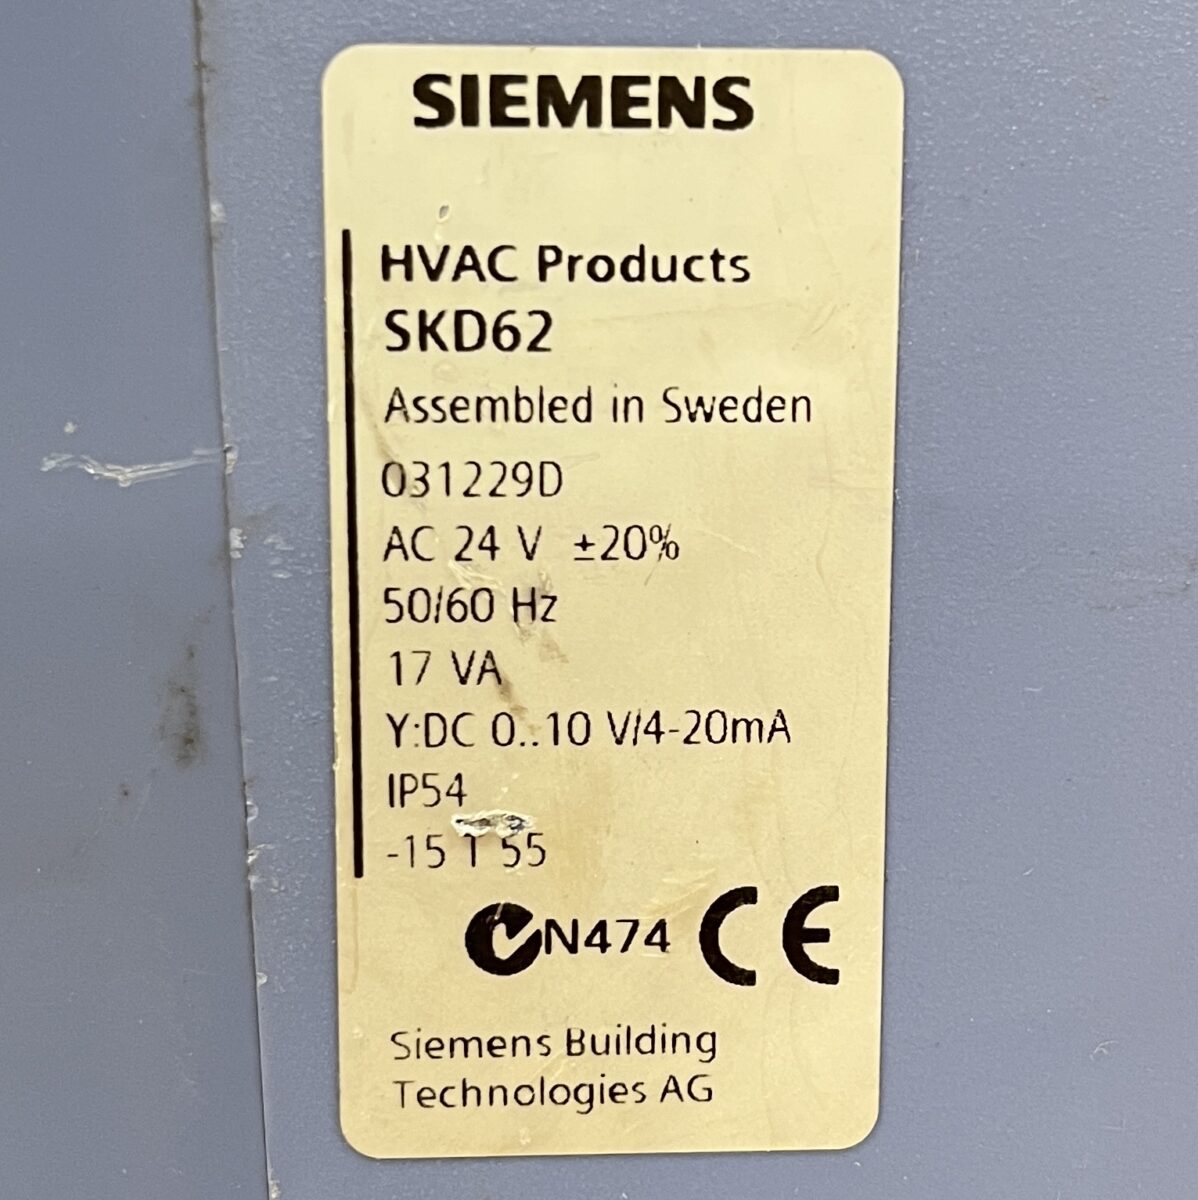 SIEMENS
HVAC Products
SKD62
Assembled in Sweden
031229D
AC 24 V ±20%
50/60 Hz
17 VA
Y:DC 0..10 V/4-20mA
IP54
-15 T 55
N474 CE
Siemens Building
Technologies AG